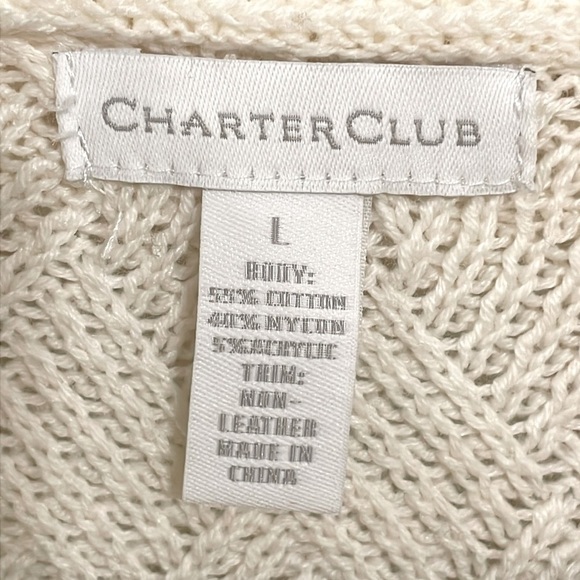 CHARTER CLUB
L
BODY:
55% COTTON
40% NYLON
5% ACRYLIC
TRIM:
NON-
LEATHER
MADE IN
CHINA